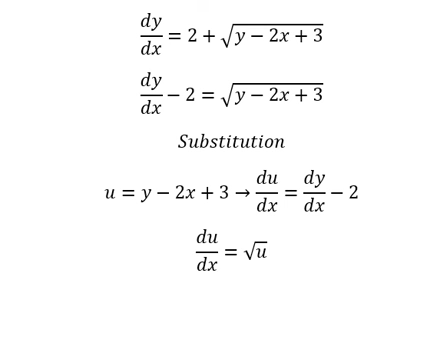 dy/dx = 2 + √(y − 2x + 3)
dy/dx − 2 = √(y − 2x + 3)
Substitution
u = y − 2x + 3 → du/dx = dy/dx − 2
du/dx = √u